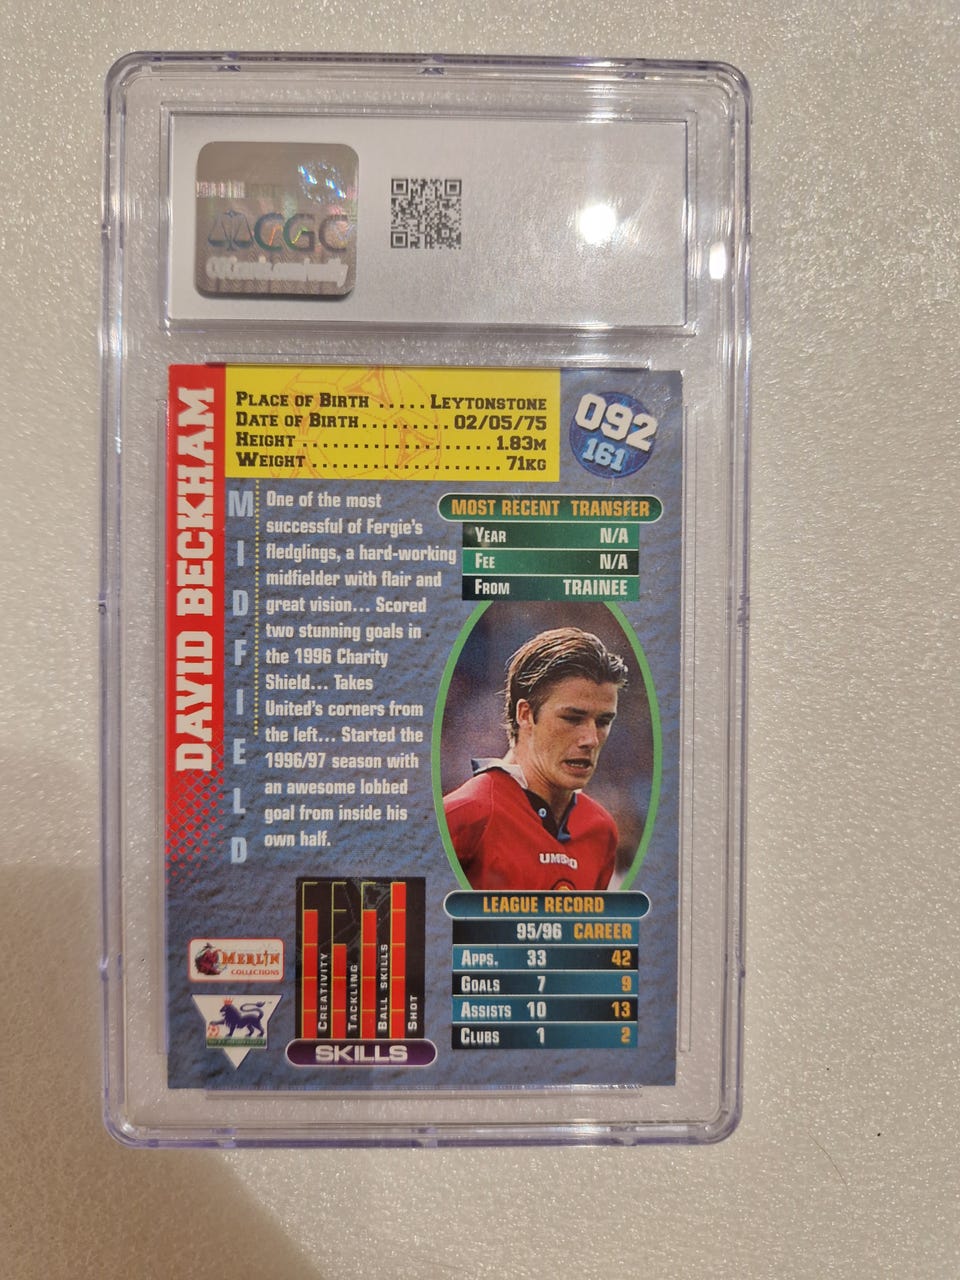 CGC
DAVID BECKHAM
PLACE OF BIRTH ..... LEYTONSTONE
DATE OF BIRTH......... 02/05/75
HEIGHT ..................... 1.83M
WEIGHT .................... 71KG
092
161
MIDFIELD
One of the most
successful of Fergie's
fledglings, a hard-working
midfielder with flair and
great vision... Scored
two stunning goals in
the 1996 Charity
Shield... Takes
United's corners from
the left... Started the
1996/97 season with
an awesome lobbed
goal from inside his
own half.
MOST RECENT TRANSFER
YEAR N/A
FEE N/A
FROM TRAINEE
UMBRO
LEAGUE RECORD
95/96 CAREER
APPS. 33 42
GOALS 7 9
ASSISTS 10 13
CLUBS 1 2
MERLIN
COLLECTIONS
CREATIVITY
TACKLING
BALL SKILLS
SHOT
SKILLS